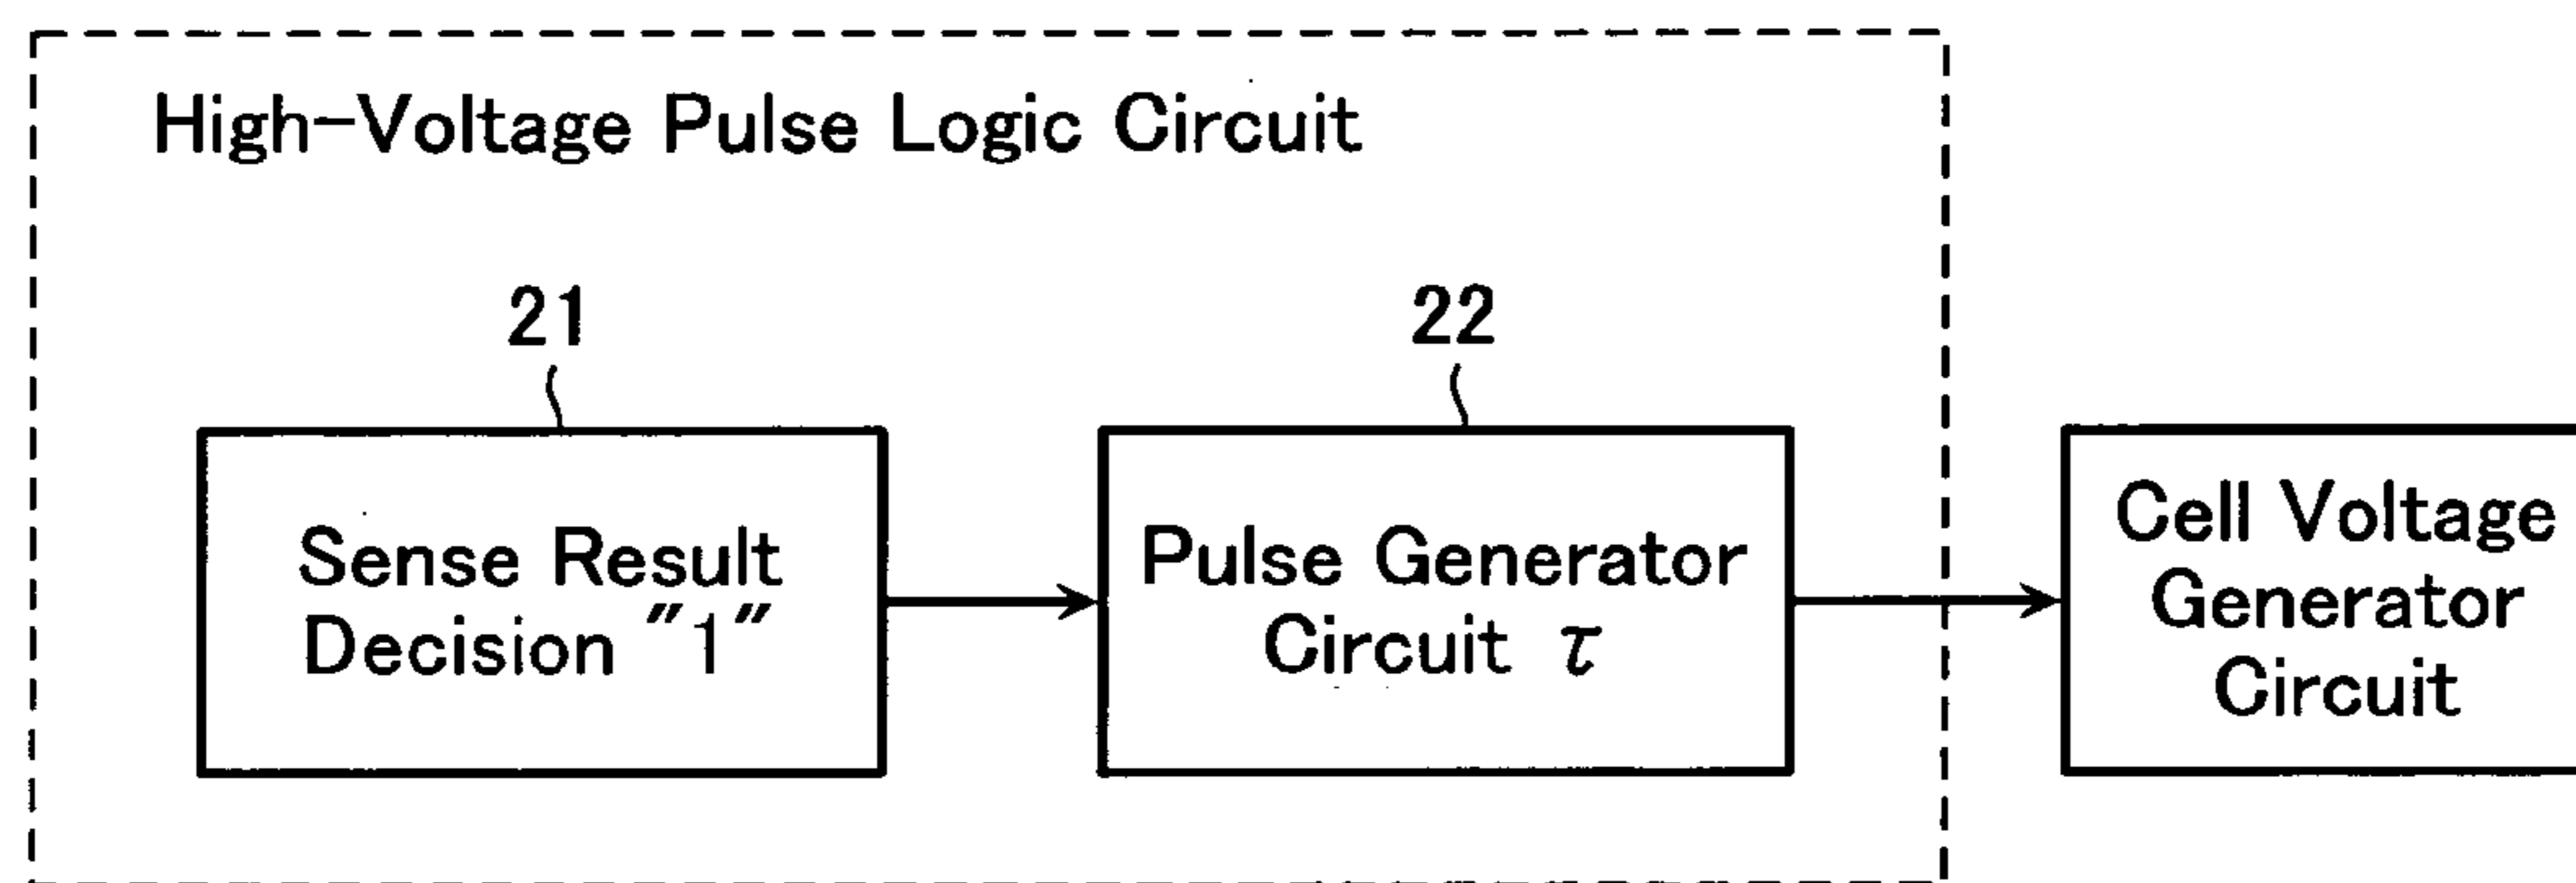 High-Voltage Pulse Logic Circuit
21
22
Sense Result
Decision "1"
Pulse Generator
Circuit τ
Cell Voltage
Generator
Circuit